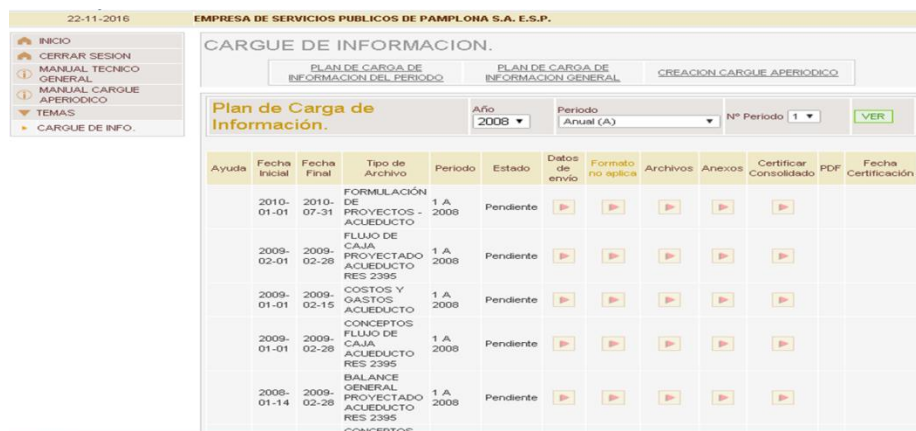 22-11-2016
EMPRESA DE SERVICIOS PUBLICOS DE PAMPLONA S.A. E.S.P.
INICIO
CERRAR SESION
MANUAL TECNICO
GENERAL
MANUAL CARGUE
APERIODICO
TEMAS
CARGUE DE INFO.
CARGUE DE INFORMACION.
PLAN DE CARGA DE
INFORMACION DEL PERIODO
PLAN DE CARGA DE
INFORMACION GENERAL
CREACION CARGUE APERIODICO
Plan de Carga de
Información.
Año
2008
Periodo
Anual (A)
Nº Periodo 1
VER
Ayuda
Fecha
Inicial
Fecha
Final
Tipo de
Archivo
Periodo
Estado
Datos
de
envío
Formato
no aplica
Archivos
Anexos
Certificar
Consolidado
PDF
Fecha
Certificación
2010-
01-01
2010-
07-31
FORMULACIÓN
DE
PROYECTOS -
ACUEDUCTO
1 A
2008
Pendiente
2009-
02-01
2009-
02-28
FLUJO DE
CAJA
PROYECTADO
ACUEDUCTO
RES 2395
1 A
2008
Pendiente
2009-
01-01
2009-
02-15
COSTOS Y
GASTOS
ACUEDUCTO
1 A
2008
Pendiente
2009-
01-01
2009-
02-28
CONCEPTOS
FLUJO DE
CAJA
ACUEDUCTO
RES 2395
1 A
2008
Pendiente
2008-
01-14
2009-
02-28
BALANCE
GENERAL
PROYECTADO
ACUEDUCTO
RES 2395
1 A
2008
Pendiente
CONCEPTOS